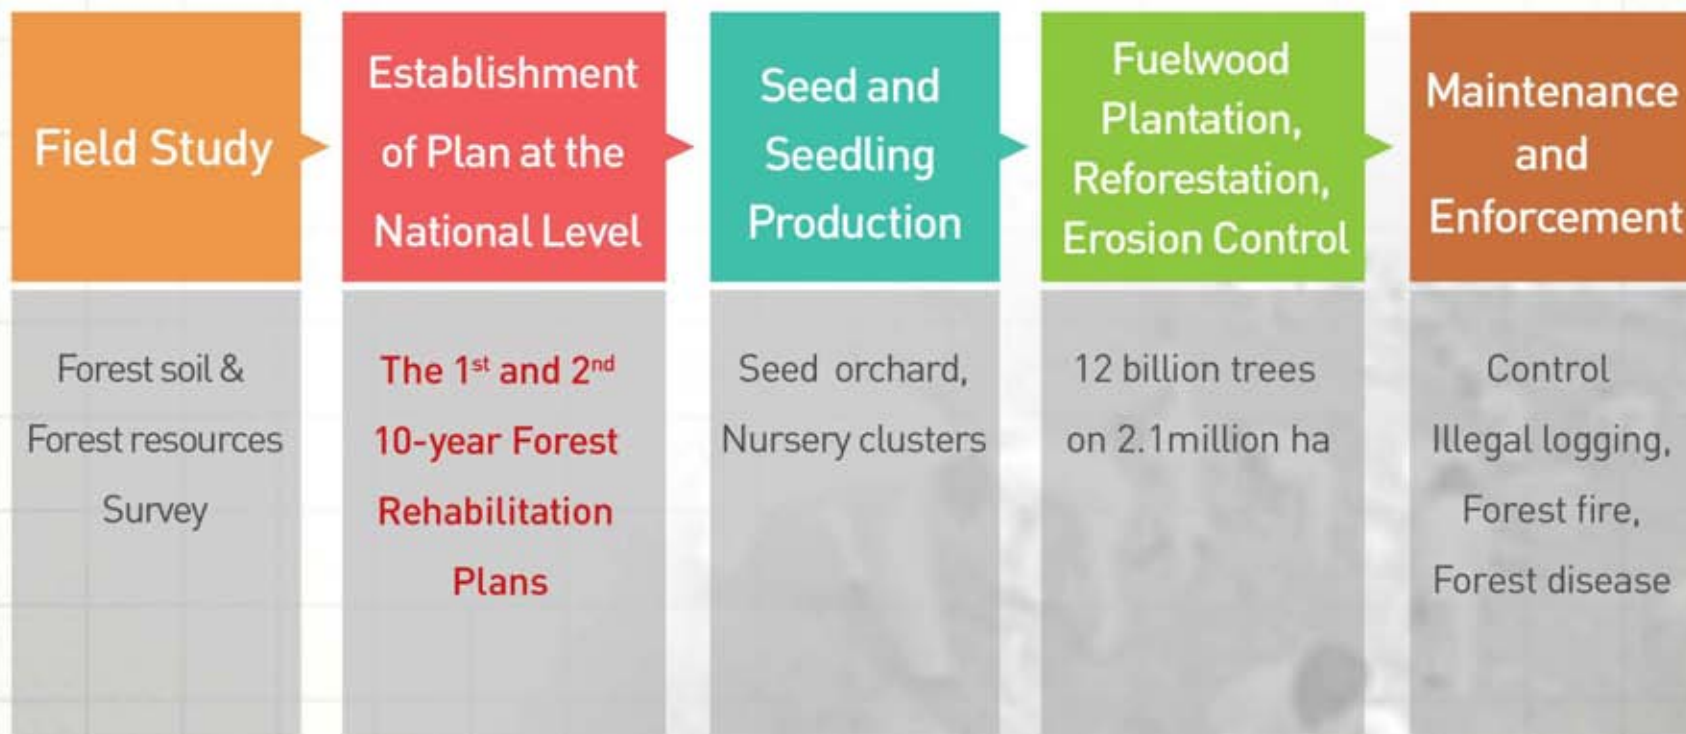 Field Study
Establishment
of Plan at the
National Level
Seed and
Seedling
Production
Fuelwood
Plantation,
Reforestation,
Erosion Control
Maintenance
and
Enforcement
Forest soil &
Forest resources
Survey
The 1st and 2nd
10-year Forest
Rehabilitation
Plans
Seed orchard,
Nursery clusters
12 billion trees
on 2.1million ha
Control
Illegal logging,
Forest fire,
Forest disease